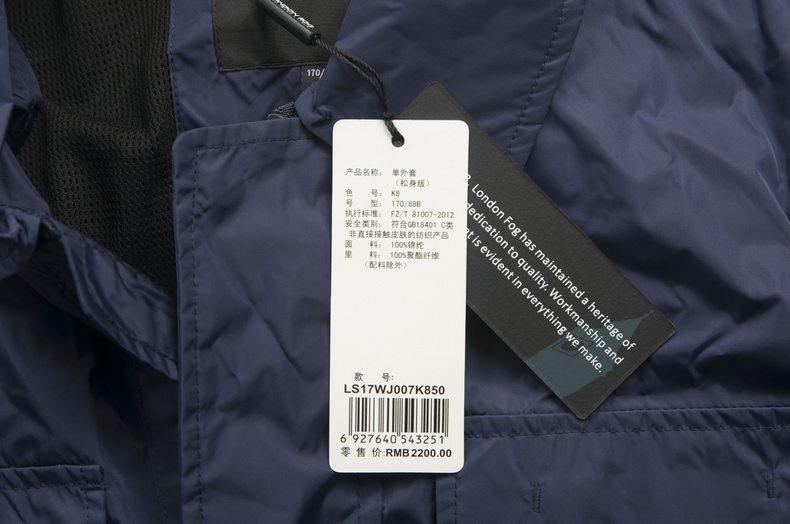 170/
产品名称: 单外套
(松身版)
色 号: K8
号 型: 170/88B
执行标准: FZ/T 81007-2012
安全类别: 符合GB18401 C类
非直接接触皮肤的纺织产品
面 料: 100%锦纶
里 料: 100%聚酯纤维
(配料除外)
款 号:
LS17WJ007K850
6 927640 543251
零 售 价:RMB2200.00
2, London Fog has maintained a heritage of
dedication to quality. Workmanship and
is evident in everything we make.